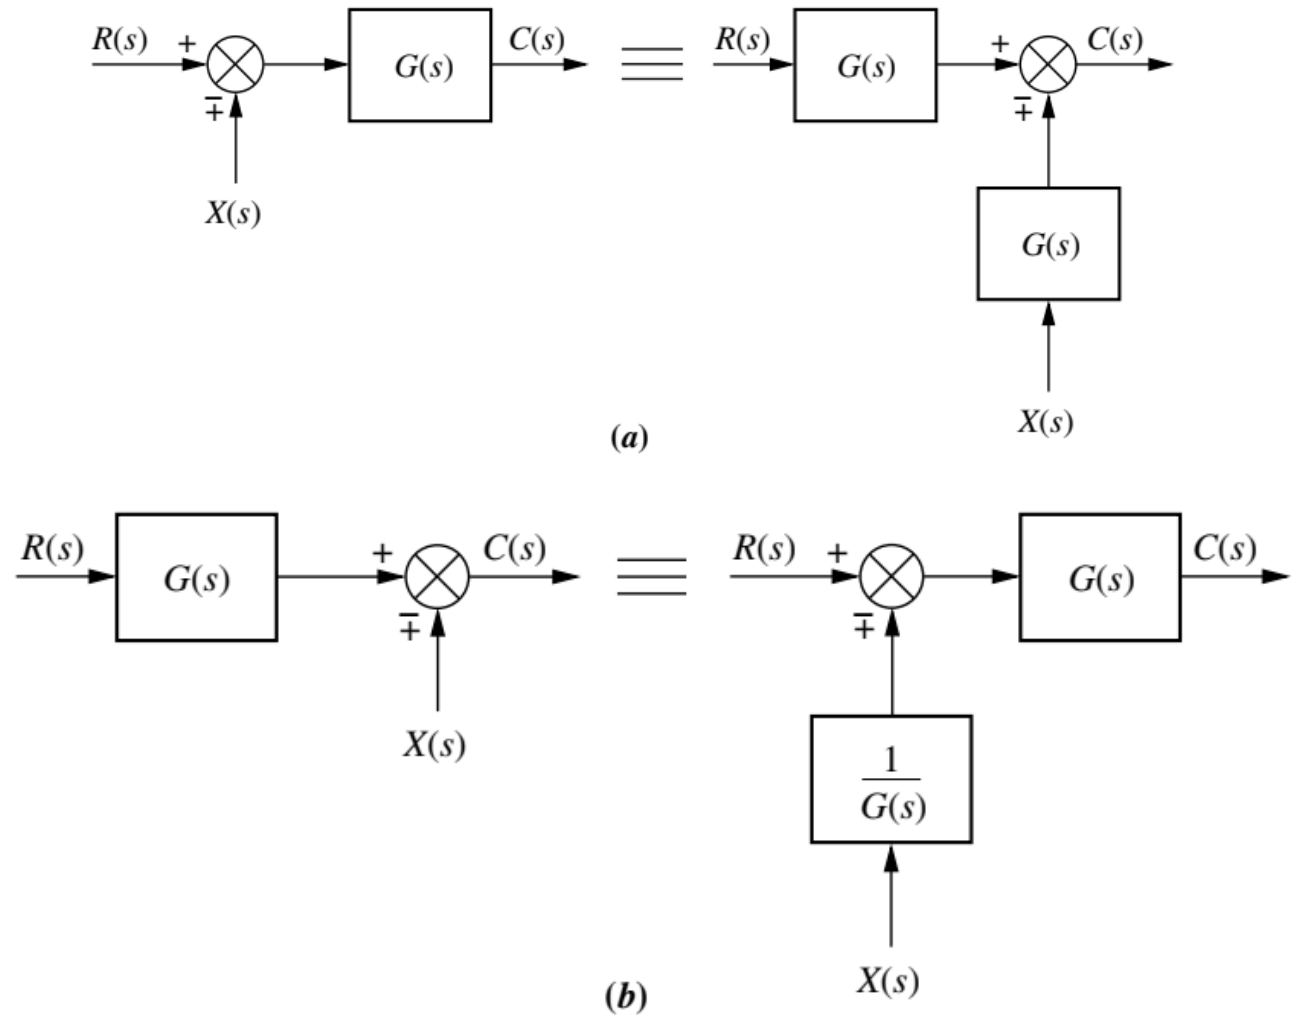 R(s) + G(s) C(s) ≡ R(s) G(s) + C(s)
∓ ∓
X(s) G(s)
X(s)
(a)
R(s) G(s) + C(s) ≡ R(s) + G(s) C(s)
∓ ∓
X(s) 1
G(s)
X(s)
(b)